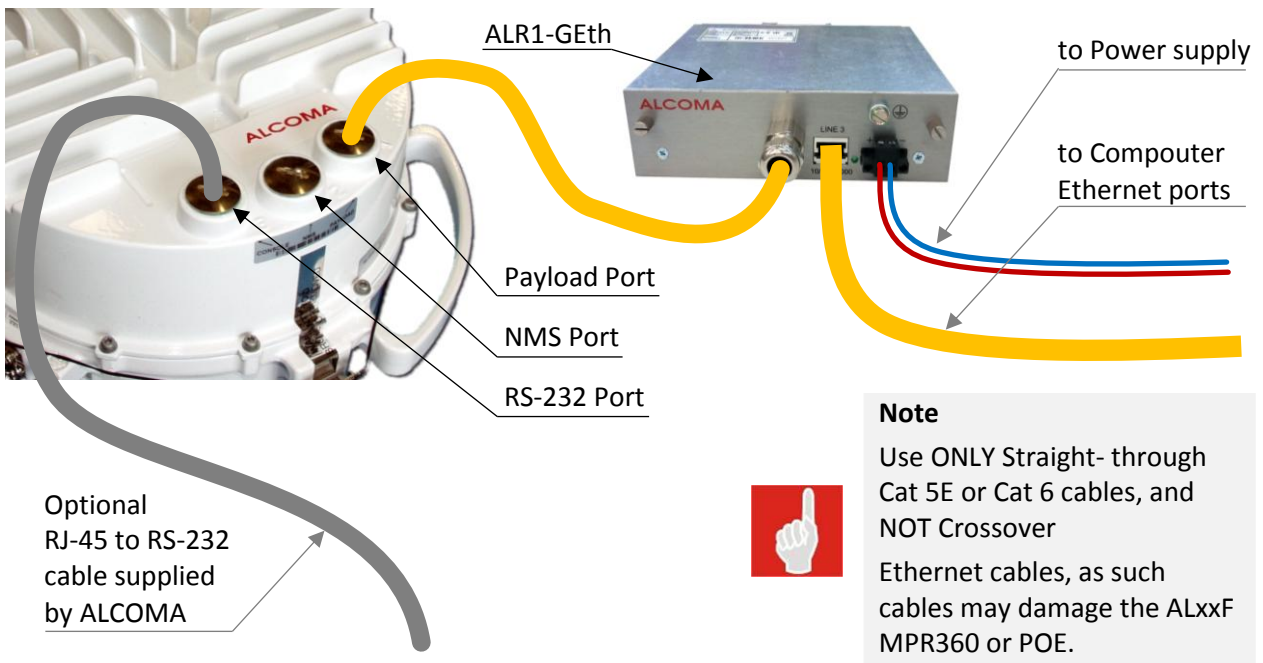 ALR1-GEth
to Power supply
ALCOMA
ALCOMA
LINE 3
to Compouter
Ethernet ports
CONSOLE
Payload Port
NMS Port
RS-232 Port
Note
Use ONLY Straight- through
Cat 5E or Cat 6 cables, and
NOT Crossover
Ethernet cables, as such
cables may damage the ALxxF
MPR360 or POE.
Optional
RJ-45 to RS-232
cable supplied
by ALCOMA